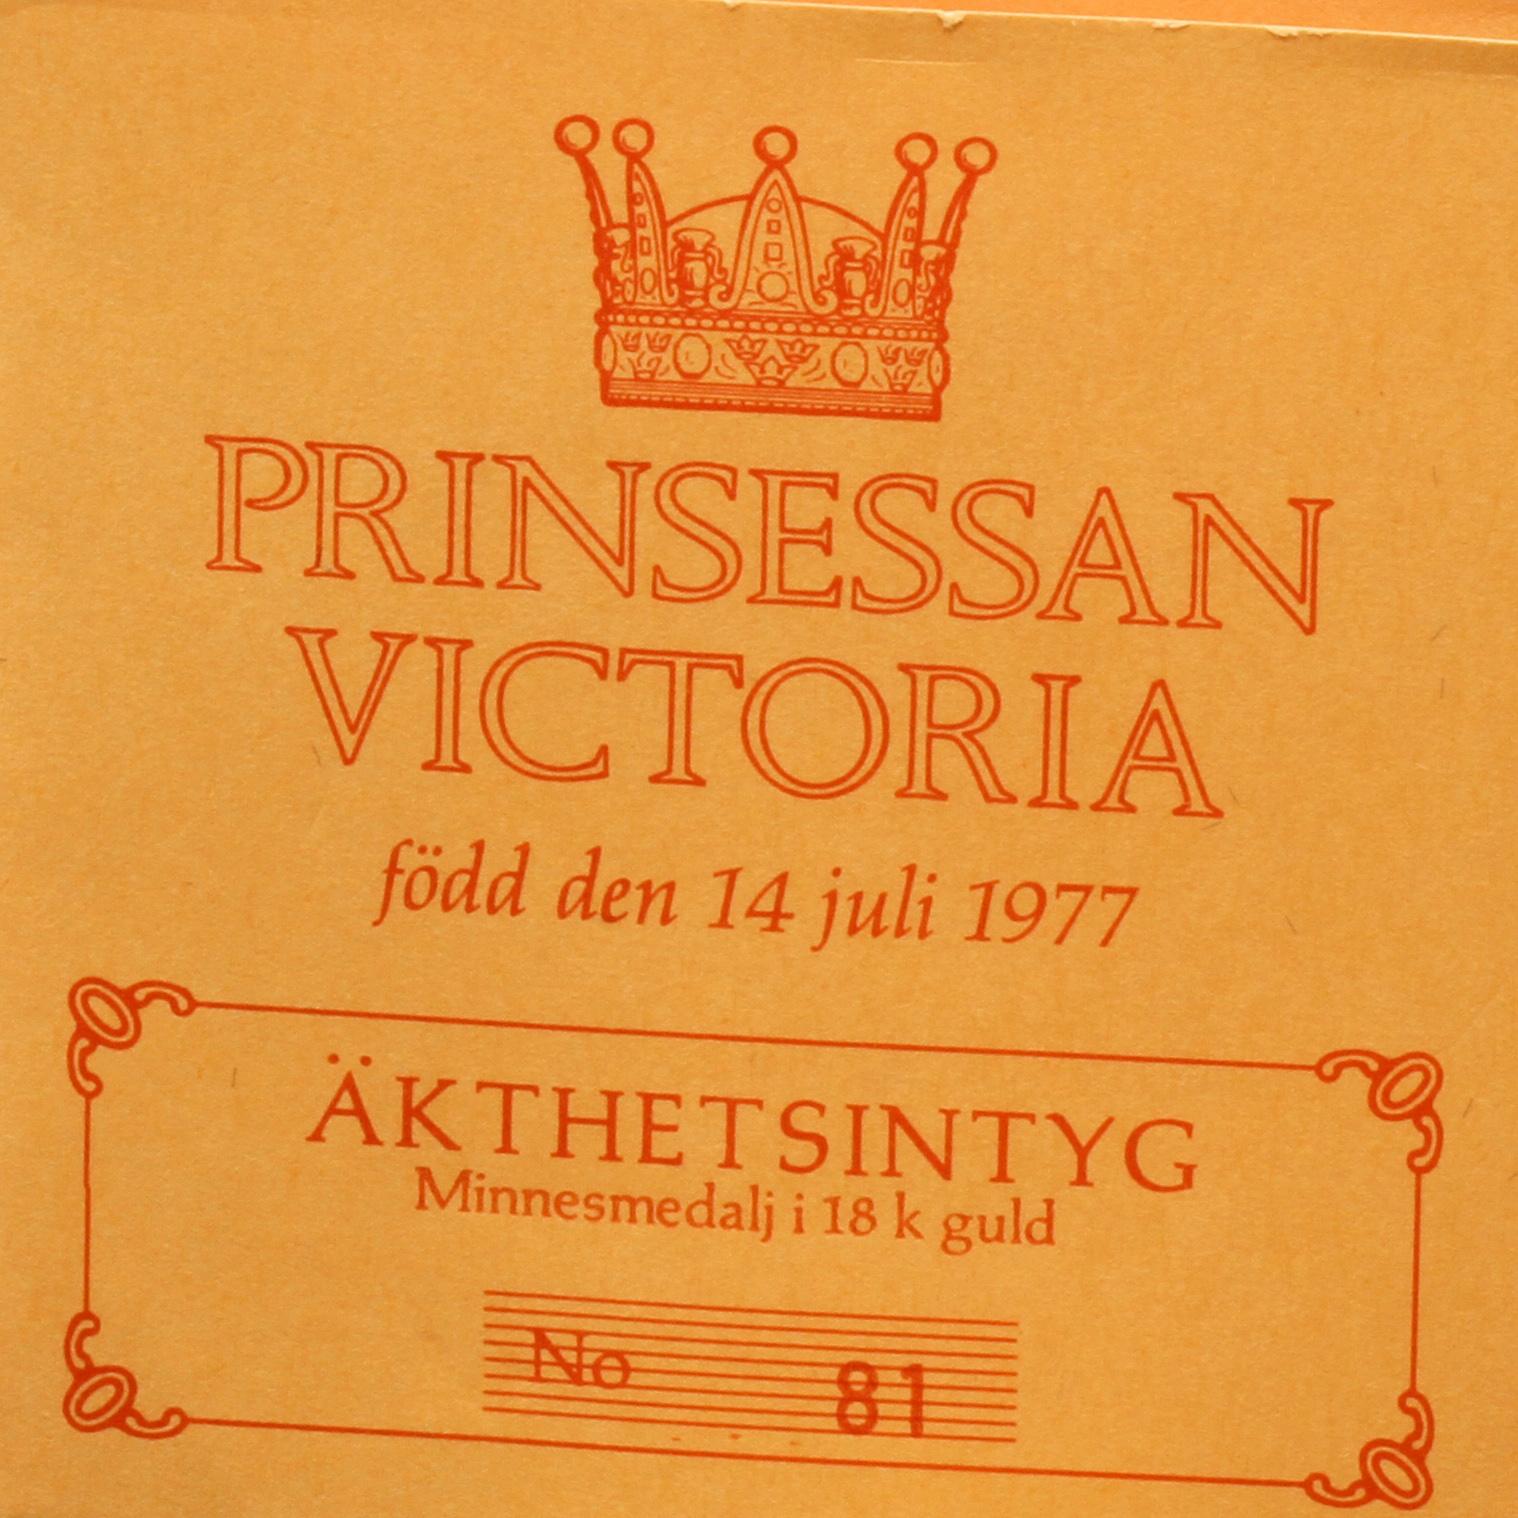 PRINSESSAN
VICTORIA
född den 14 juli 1977
ÄKTHETSINTYG
Minnesmedalj i 18 k guld
No 81